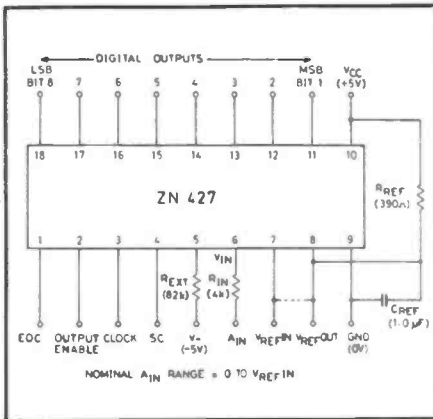 DIGITAL OUTPUTS
LSB MSB VCC
BIT 8 7 6 5 4 3 2 BIT 1 (+5V)
18 17 16 15 14 13 12 11 10
RREF
(390Ω)
ZN 427
1 2 3 4 5 6 7 8 9
VIN
REXT RIN
(82k) (4k)
CREF
(1.0µF)
EOC OUTPUT CLOCK SC V- AIN VREF IN VREF OUT GND
ENABLE (-5V) (0V)
NOMINAL AIN RANGE = 0 TO VREF IN